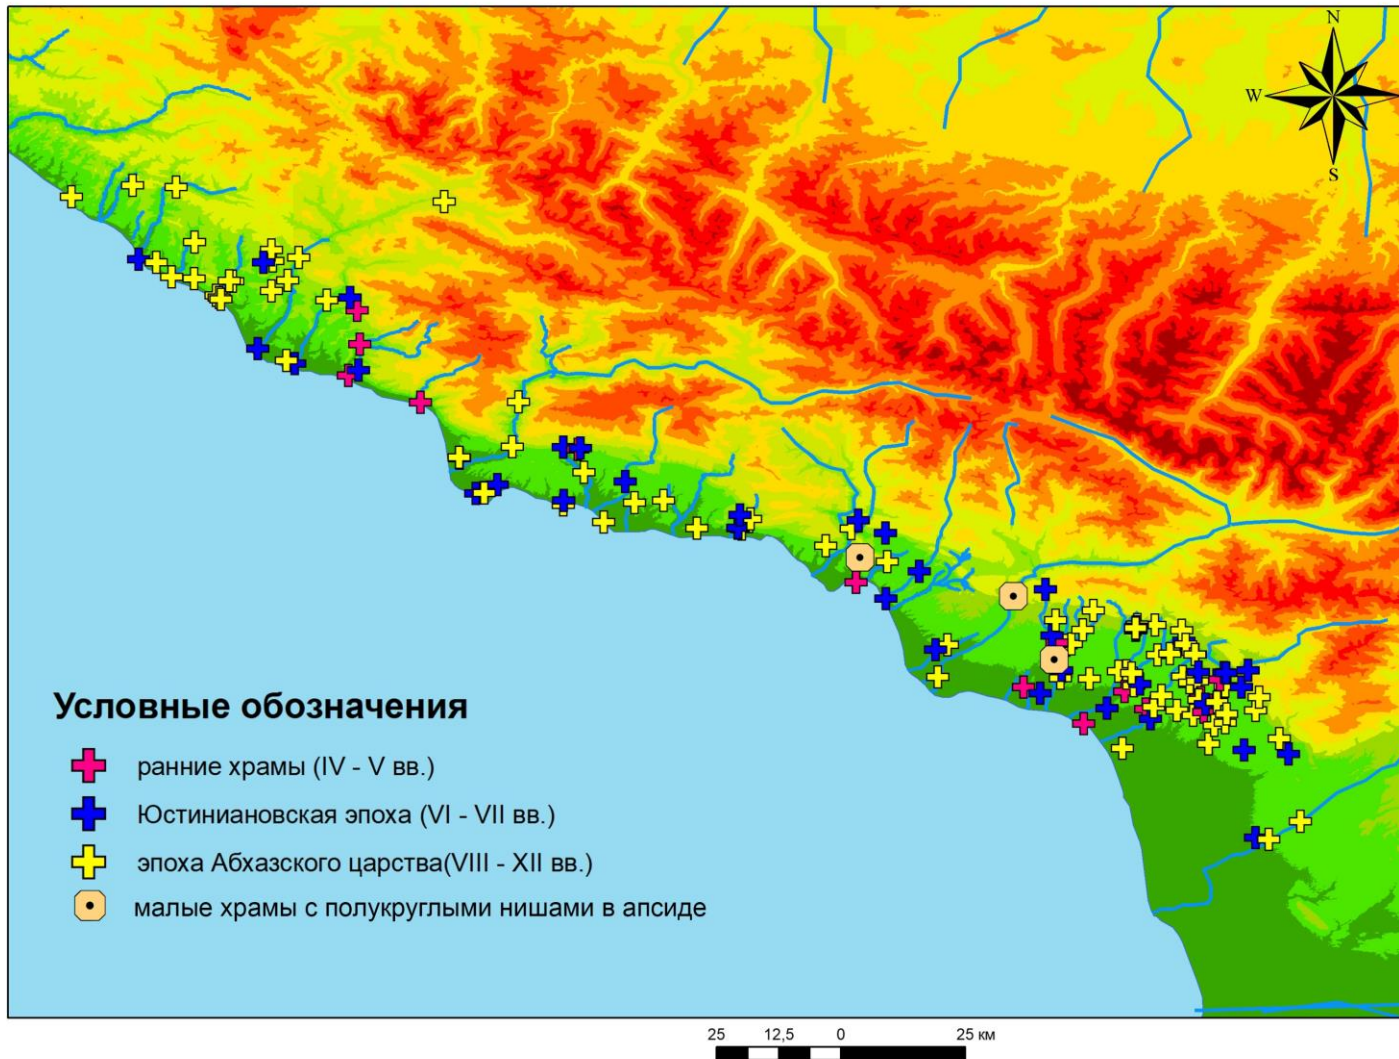 N
W
S
Условные обозначения
ранние храмы (IV - V вв.)
Юстиниановская эпоха (VI - VII вв.)
эпоха Абхазского царства(VIII - XII вв.)
малые храмы с полукруглыми нишами в апсиде
25 12,5 0 25 км